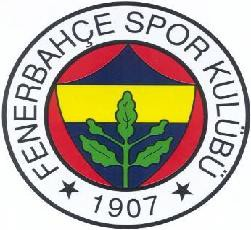 FENERBAHÇE SPOR KULÜBÜ
1907